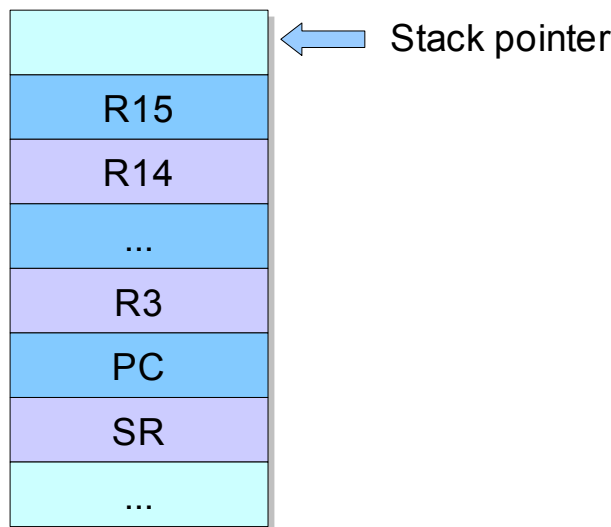 Stack pointer
R15
R14
...
R3
PC
SR
...